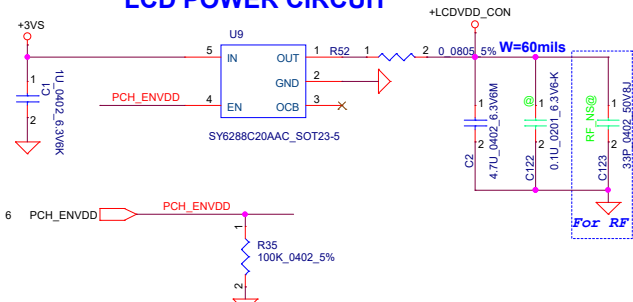 LCD POWER CIRCUIT
+3VS
+LCDVDD_CON
U9
5 IN OUT 1 R52 1 2 0_0805_5% W=60mils
GND 2
PCH_ENVDD 4 EN OCB 3
SY6288C20AAC_SOT23-5
1 2 C1 1U_0402_6.3V6K
1 2 C2 4.7U_0402_6.3V6M
@ 1 2 C122 0.1U_0201_6.3V6-K
RF_NS@ 1 2 C123 33P_0402_50V8J
For RF
6 PCH_ENVDD PCH_ENVDD
1 2 R35
100K_0402_5%